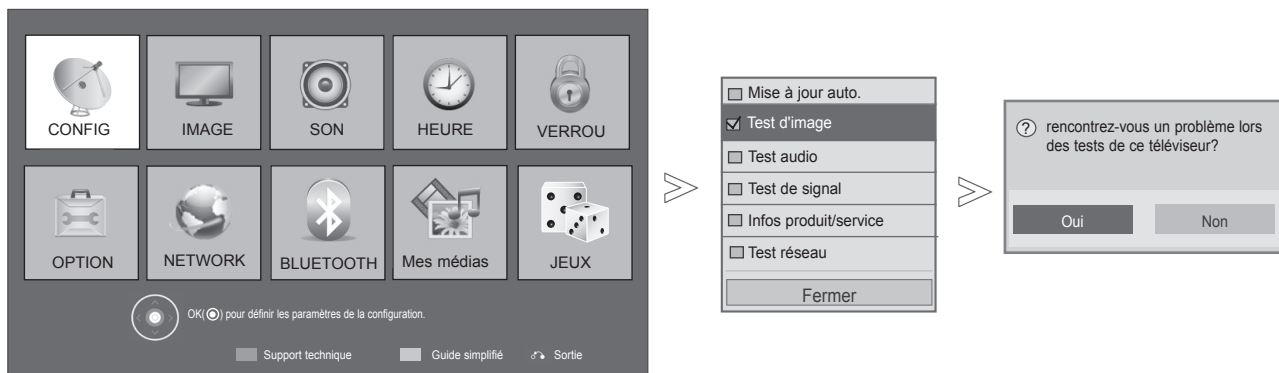 CONFIG
IMAGE
SON
HEURE
VERROU
OPTION
NETWORK
BLUETOOTH
Mes médias
JEUX
OK(◉) pour définir les paramètres de la configuration.
Support technique
Guide simplifié
Sortie
Mise à jour auto.
Test d'image
Test audio
Test de signal
Infos produit/service
Test réseau
Fermer
? rencontrez-vous un problème lors
des tests de ce téléviseur?
Oui
Non